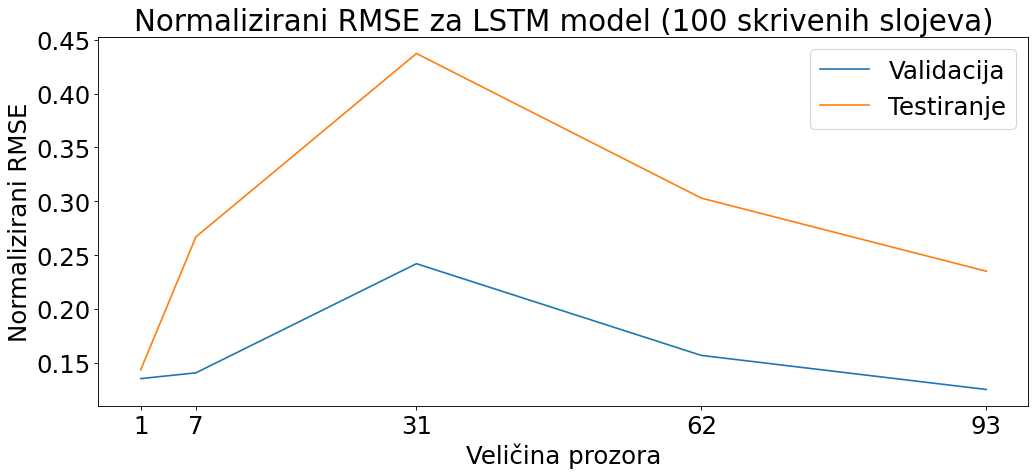 Normalizirani RMSE za LSTM model (100 skrivenih slojeva)
Normalizirani RMSE
0.45
0.40
0.35
0.30
0.25
0.20
0.15
Validacija
Testiranje
1 7 31 62 93
Veličina prozora